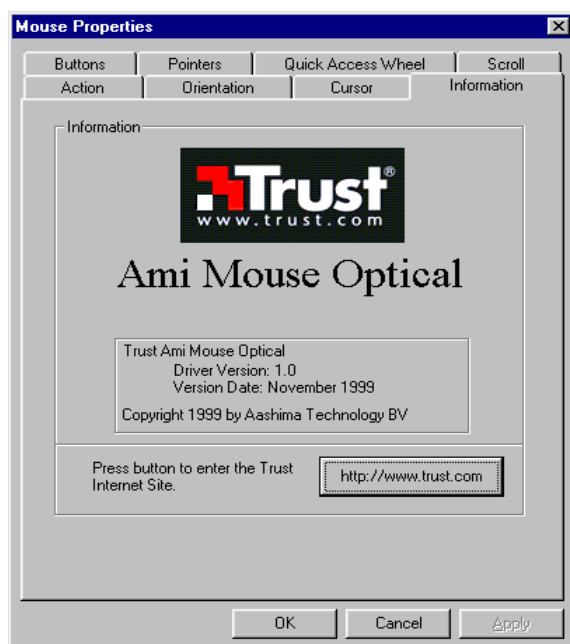 Mouse Properties
Buttons Pointers Quick Access Wheel Scroll
Action Orientation Cursor Information
Information
Trust®
www.trust.com
Ami Mouse Optical
Trust Ami Mouse Optical
Driver Version: 1.0
Version Date: November 1999
Copyright 1999 by Aashima Technology BV
Press button to enter the Trust
Internet Site.
http://www.trust.com
OK Cancel Apply